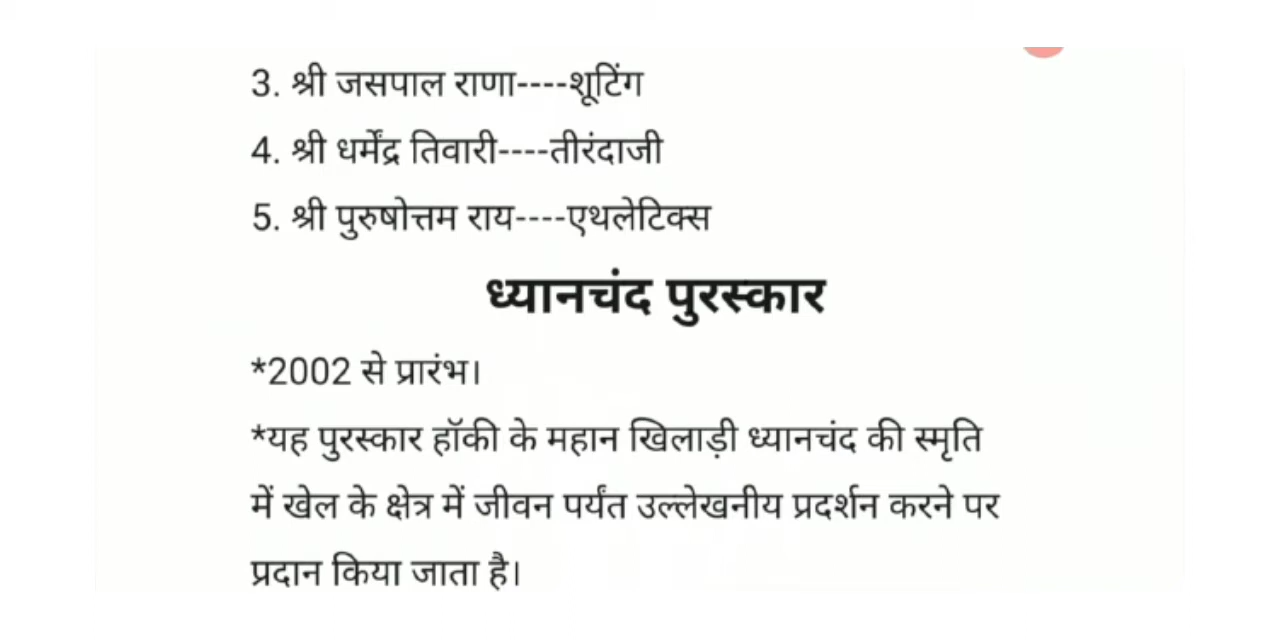 3. श्री जसपाल राणा----शूटिंग
4. श्री धर्मेंद्र तिवारी----तीरंदाजी
5. श्री पुरुषोत्तम राय----एथलेटिक्स
ध्यानचंद पुरस्कार
*2002 से प्रारंभ।
*यह पुरस्कार हॉकी के महान खिलाड़ी ध्यानचंद की स्मृति
में खेल के क्षेत्र में जीवन पर्यंत उल्लेखनीय प्रदर्शन करने पर
प्रदान किया जाता है।